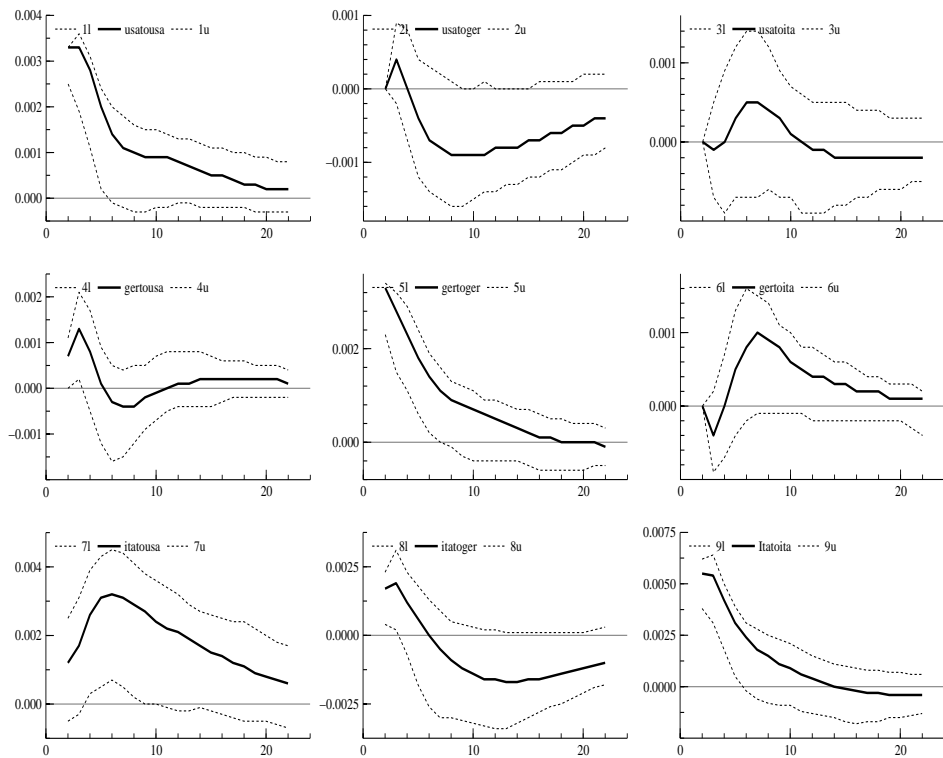 0.004
1l usatousa 1u
0.003
0.002
0.001
0.000
0 10 20
0.001
2l usatoger 2u
0.000
−0.001
0 10 20
3l usatoita 3u
0.001
0.000
0 10 20
4l gertousa 4u
0.002
0.001
0.000
−0.001
0 10 20
5l gertoger 5u
0.002
0.000
0 10 20
6l gertoita 6u
0.001
0.000
0 10 20
7l itatousa 7u
0.004
0.002
0.000
0 10 20
8l itatoger 8u
0.0025
0.0000
−0.0025
0 10 20
0.0075
9l Itatoita 9u
0.0050
0.0025
0.0000
0 10 20